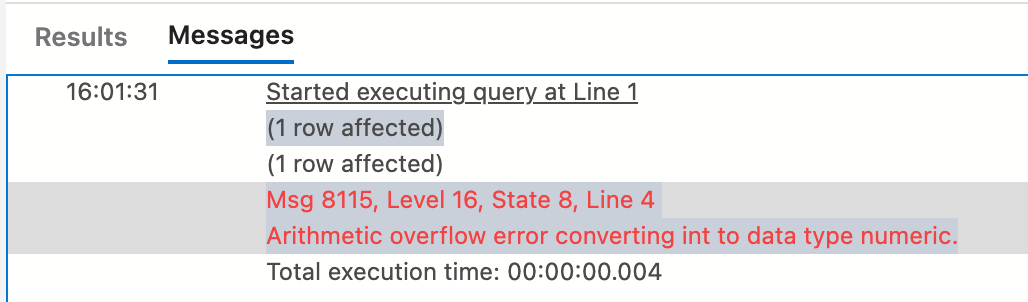 Results Messages
16:01:31 Started executing query at Line 1
(1 row affected)
(1 row affected)
Msg 8115, Level 16, State 8, Line 4
Arithmetic overflow error converting int to data type numeric.
Total execution time: 00:00:00.004